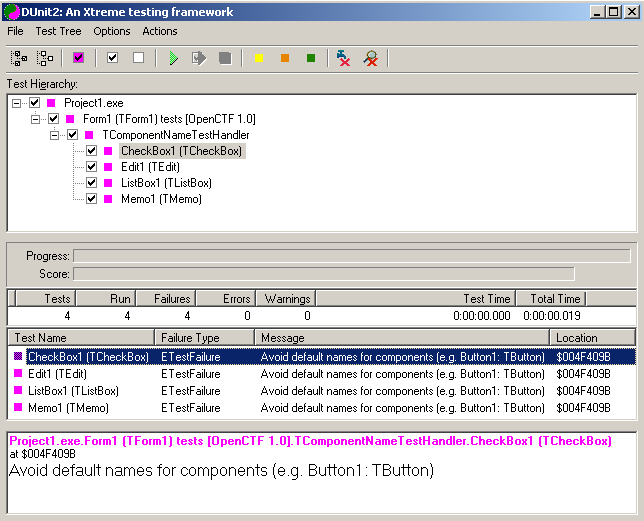 DUnit2: An Xtreme testing framework
File Test Tree Options Actions
Test Hierarchy:
Project1.exe
Form1 (TForm1) tests [OpenCTF 1.0]
TComponentNameTestHandler
CheckBox1 (TCheckBox)
Edit1 (TEdit)
ListBox1 (TListBox)
Memo1 (TMemo)
Progress:
Score:
Tests Run Failures Errors Warnings Test Time Total Time
4 4 4 0 0 0:00:00.000 0:00:00.019
Test Name Failure Type Message Location
CheckBox1 (TCheckBox) ETestFailure Avoid default names for components (e.g. Button1: TButton) $004F409B
Edit1 (TEdit) ETestFailure Avoid default names for components (e.g. Button1: TButton) $004F409B
ListBox1 (TListBox) ETestFailure Avoid default names for components (e.g. Button1: TButton) $004F409B
Memo1 (TMemo) ETestFailure Avoid default names for components (e.g. Button1: TButton) $004F409B
Project1.exe.Form1 (TForm1) tests [OpenCTF 1.0].TComponentNameTestHandler.CheckBox1 (TCheckBox)
at $004F409B
Avoid default names for components (e.g. Button1: TButton)